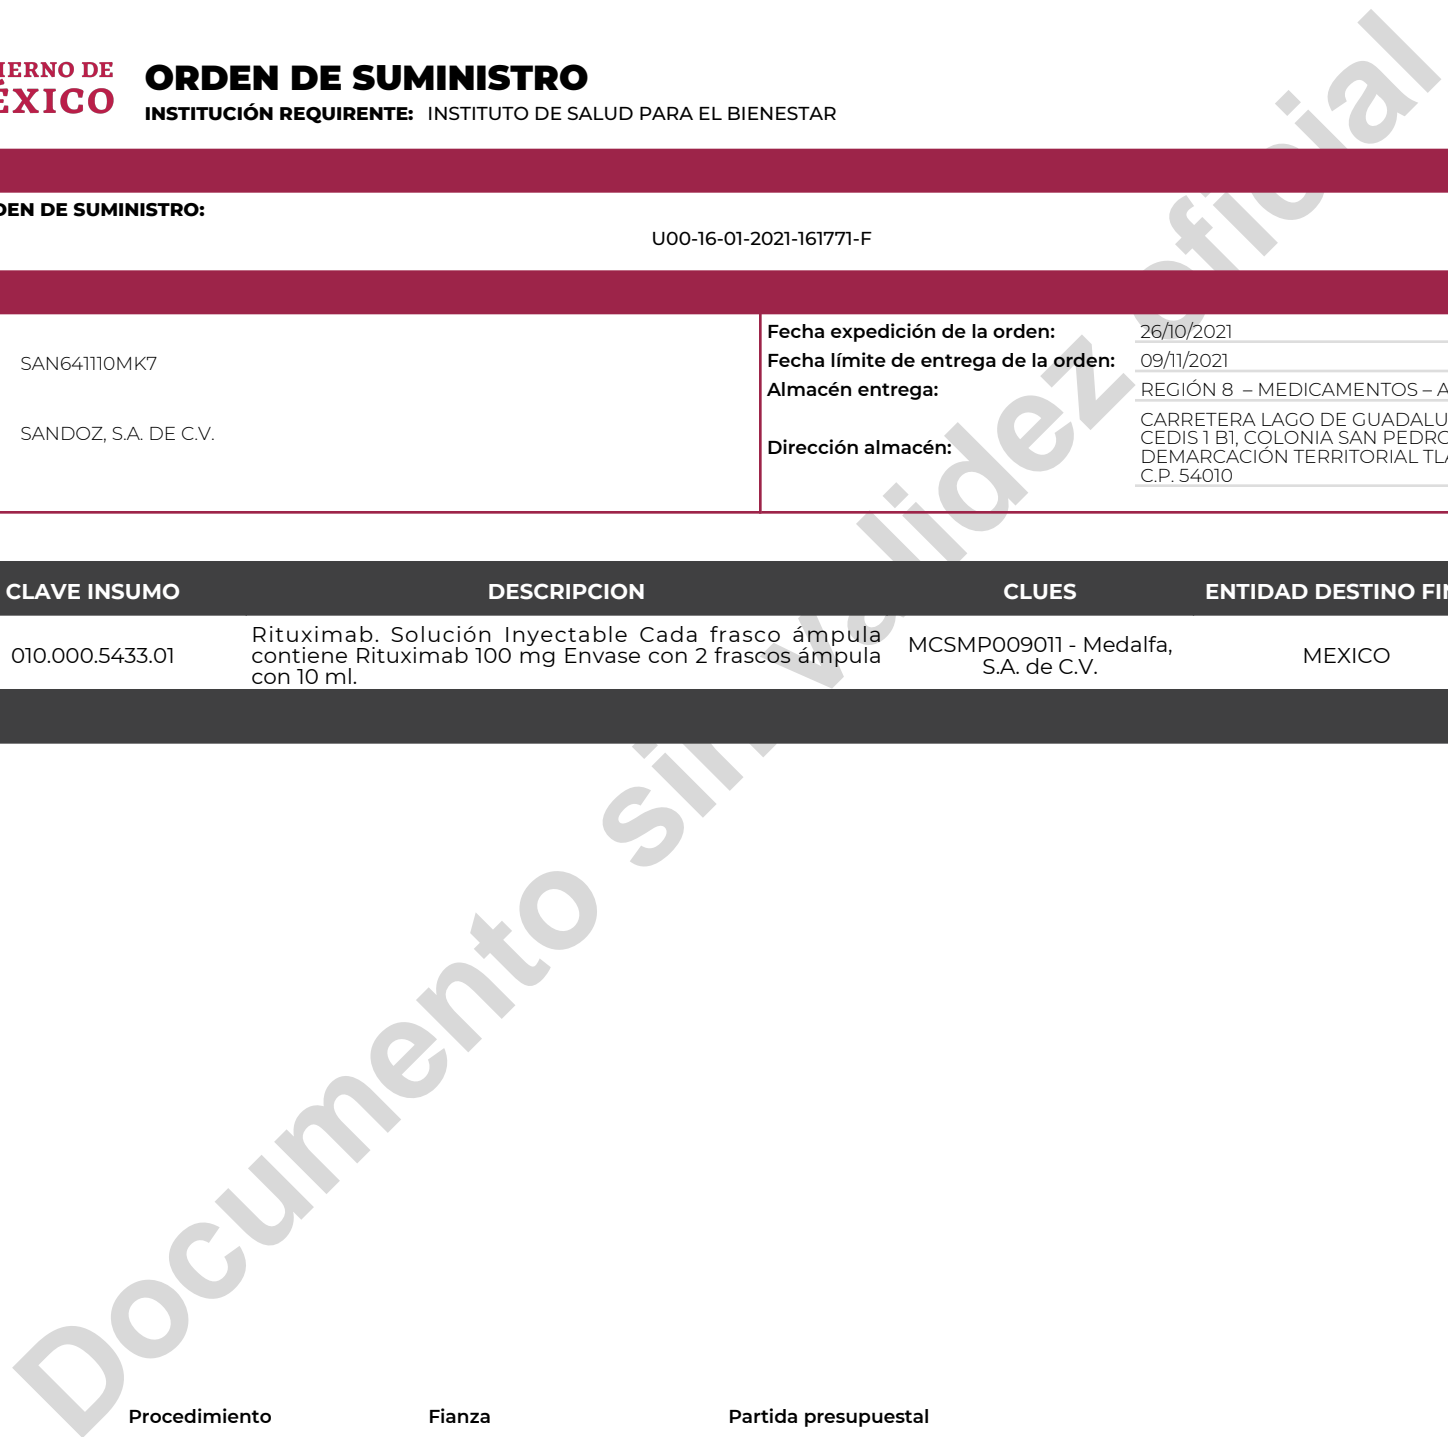 IERNO DE
ÉXICO
ORDEN DE SUMINISTRO
INSTITUCIÓN REQUIRENTE: INSTITUTO DE SALUD PARA EL BIENESTAR
DEN DE SUMINISTRO:
U00-16-01-2021-161771-F
SAN641110MK7
SANDOZ, S.A. DE C.V.
Fecha expedición de la orden: 26/10/2021
Fecha límite de entrega de la orden: 09/11/2021
Almacén entrega: REGIÓN 8 – MEDICAMENTOS – A
Dirección almacén:
CARRETERA LAGO DE GUADALU
CEDIS 1 B1, COLONIA SAN PEDRO
DEMARCACIÓN TERRITORIAL TLA
C.P. 54010
CLAVE INSUMO DESCRIPCION CLUES ENTIDAD DESTINO FIN
010.000.5433.01
Rituximab. Solución Inyectable Cada frasco ámpula
contiene Rituximab 100 mg Envase con 2 frascos ámpula
con 10 ml.
MCSMP009011 - Medalfa,
S.A. de C.V.
MEXICO
Documento sin validez oficial
Procedimiento Fianza Partida presupuestal